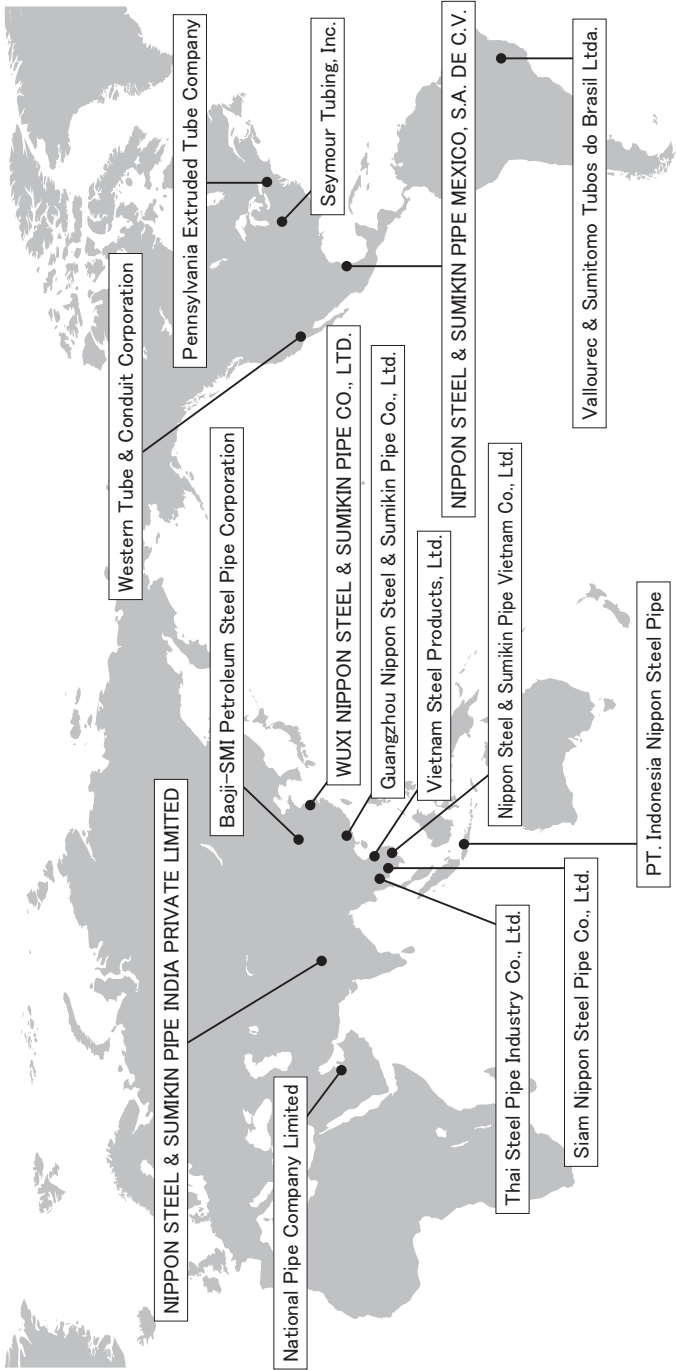 NIPPON STEEL & SUMIKIN PIPE INDIA PRIVATE LIMITED
National Pipe Company Limited
Baoji-SMI Petroleum Steel Pipe Corporation
WUXI NIPPON STEEL & SUMIKIN PIPE CO., LTD.
Guangzhou Nippon Steel & Sumikin Pipe Co., Ltd.
Vietnam Steel Products, Ltd.
Nippon Steel & Sumikin Pipe Vietnam Co., Ltd.
Thai Steel Pipe Industry Co., Ltd.
Siam Nippon Steel Pipe Co., Ltd.
PT. Indonesia Nippon Steel Pipe
Western Tube & Conduit Corporation
Pennsylvania Extruded Tube Company
Seymour Tubing, Inc.
NIPPON STEEL & SUMIKIN PIPE MEXICO, S.A. DE C.V.
Vallourec & Sumitomo Tubos do Brasil Ltda.